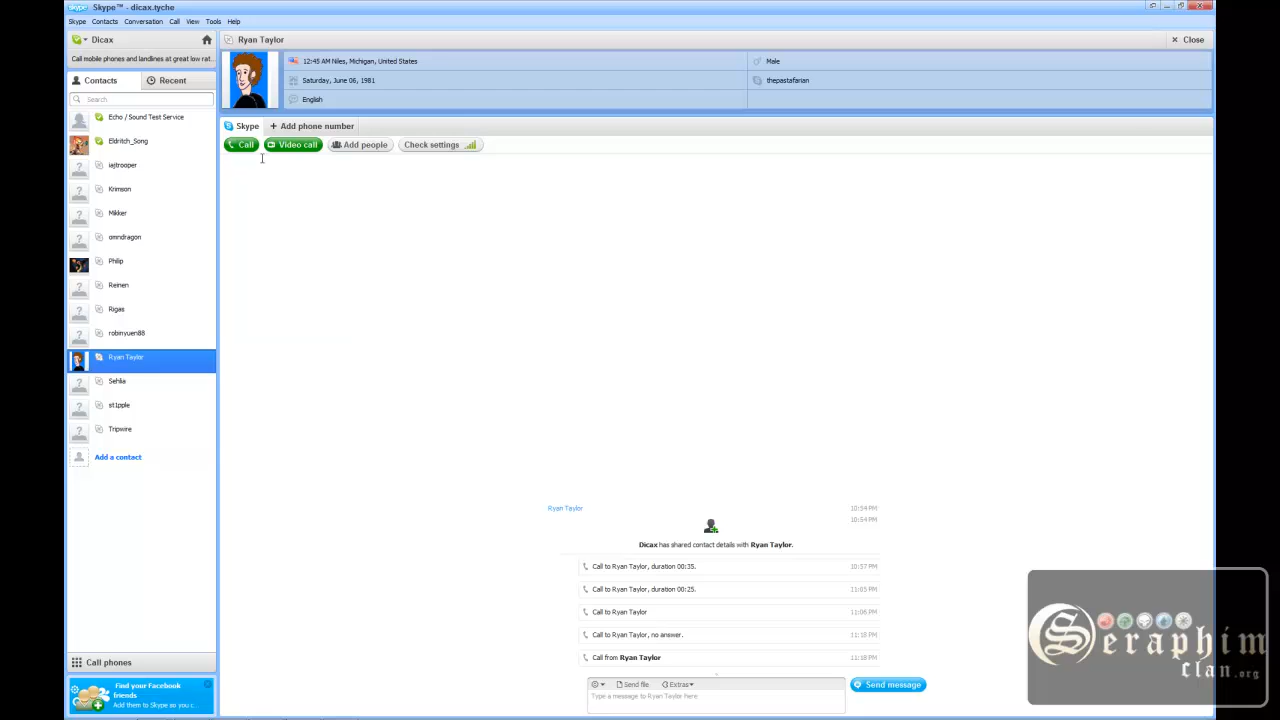 Skype™ - dicax.tyche
Skype Contacts Conversation Call View Tools Help
Dicax
Call mobile phones and landlines at great low rat...
Contacts
Recent
Search
Echo / Sound Test Service
Eldritch_Song
iajtrooper
Krimson
Mikker
omndragon
Philip
Reinen
Rigas
robinyuen88
Ryan Taylor
Sehlia
st1pple
Tripwire
Add a contact
Call phones
Find your Facebook
friends
Add them to Skype so you c...
Ryan Taylor
Close
12:45 AM Niles, Michigan, United States
Male
Saturday, June 06, 1981
thepastafarian
English
Skype
Add phone number
Call
Video call
Add people
Check settings
Ryan Taylor 10:54 PM
10:54 PM
Dicax has shared contact details with Ryan Taylor.
Call to Ryan Taylor, duration 00:35. 10:57 PM
Call to Ryan Taylor, duration 00:25. 11:05 PM
Call to Ryan Taylor 11:06 PM
Call to Ryan Taylor, no answer. 11:18 PM
Call from Ryan Taylor 11:18 PM
Send file
Extras
Type a message to Ryan Taylor here
Send message
Seraphim
clan.org